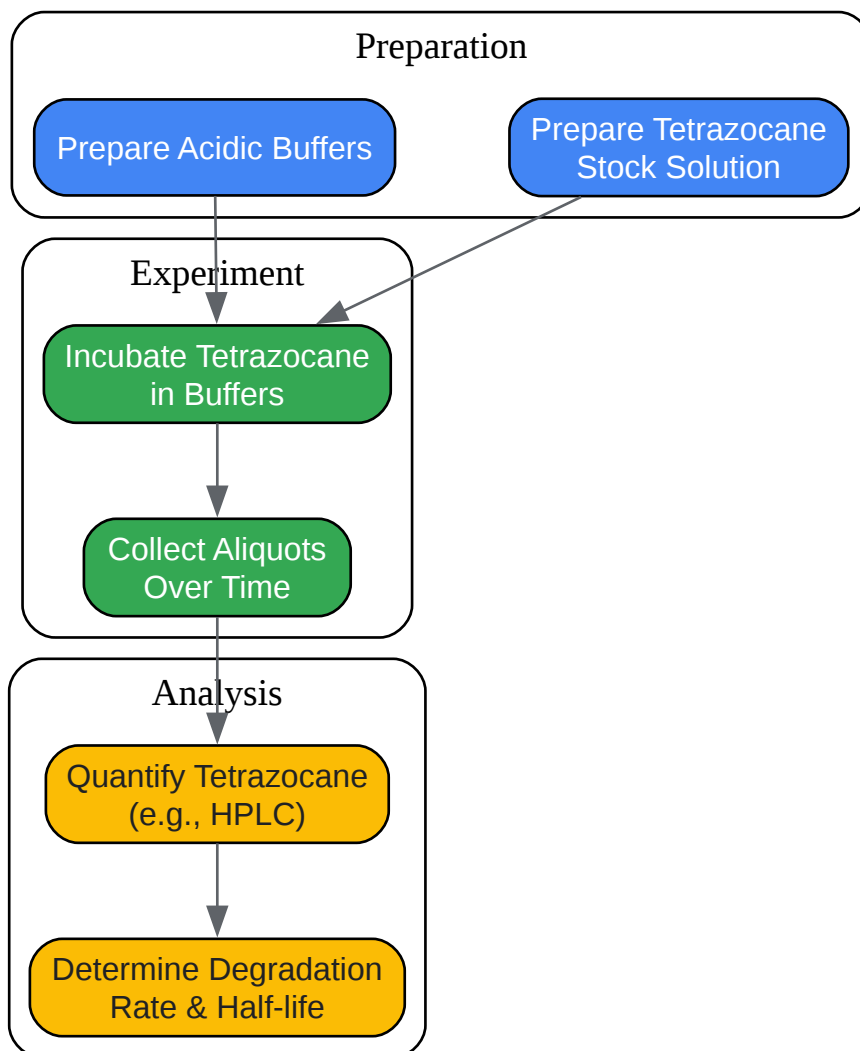 Preparation
Prepare Acidic Buffers
Prepare Tetrazocane
Stock Solution
Experiment
Incubate Tetrazocane
in Buffers
Collect Aliquots
Over Time
Analysis
Quantify Tetrazocane
(e.g., HPLC)
Determine Degradation
Rate & Half-life